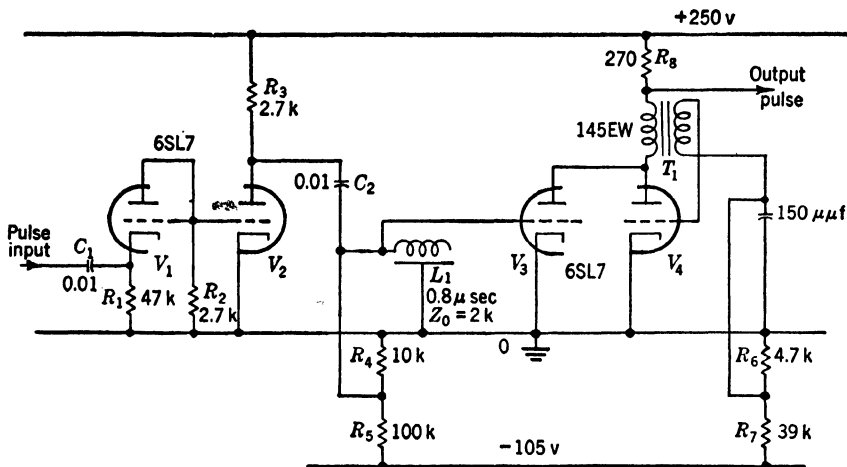 +250 v
270 R8
Output
pulse
R3
2.7 k
145EW
6SL7
T1
0.01 C2
150 μμf
Pulse
input
C1
0.01
V1
V2
L1
0.8 μ sec
Z0 = 2 k
V3
6SL7
V4
R1 47 k
R2
2.7 k
0
R4 10 k
R6 4.7 k
R5 100 k
−105 v
R7 39 k